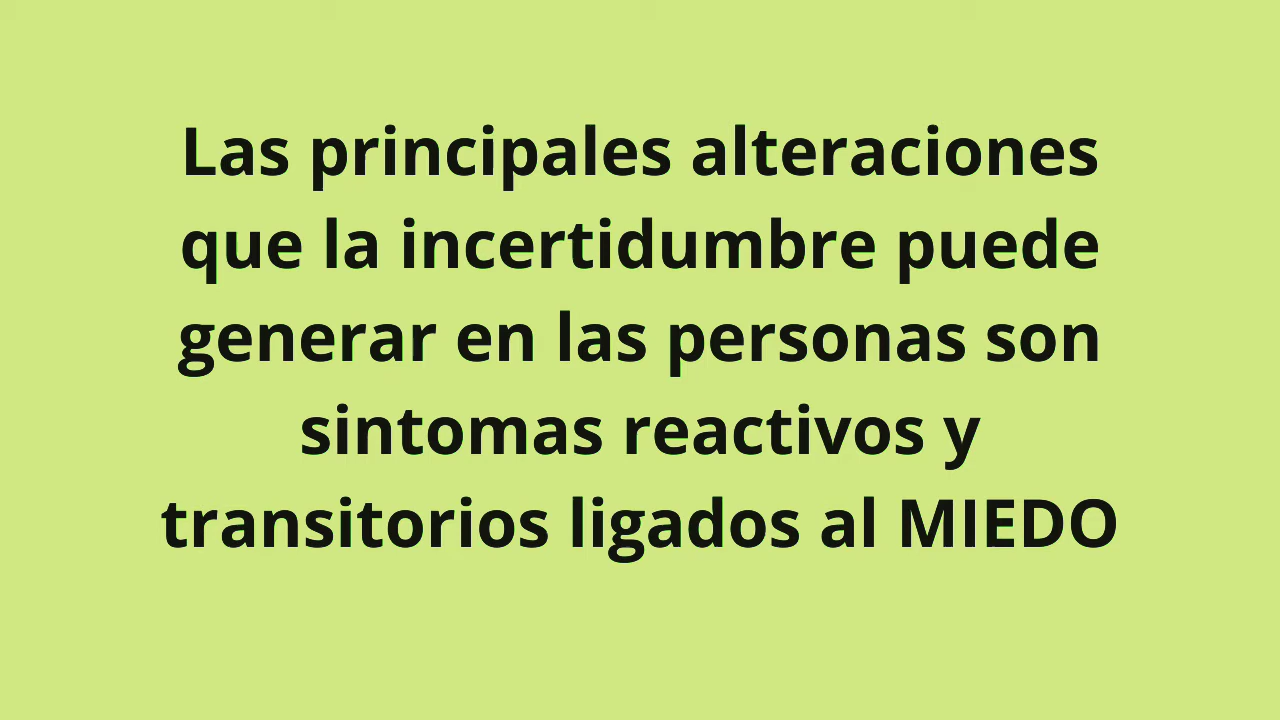 Las principales alteraciones
que la incertidumbre puede
generar en las personas son
sintomas reactivos y
transitorios ligados al MIEDO